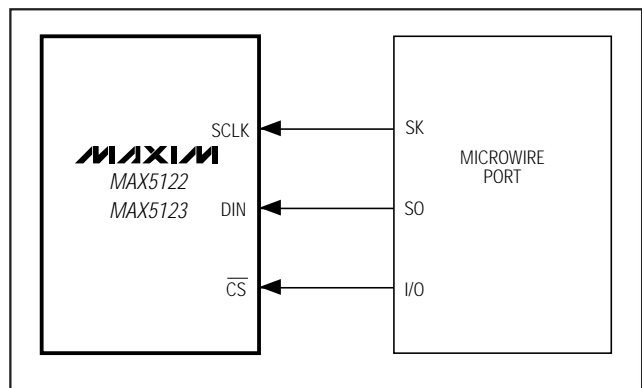 SCLK
SK
MAXIM
MAX5122
MAX5123
MICROWIRE
PORT
DIN
SO
CS
I/O